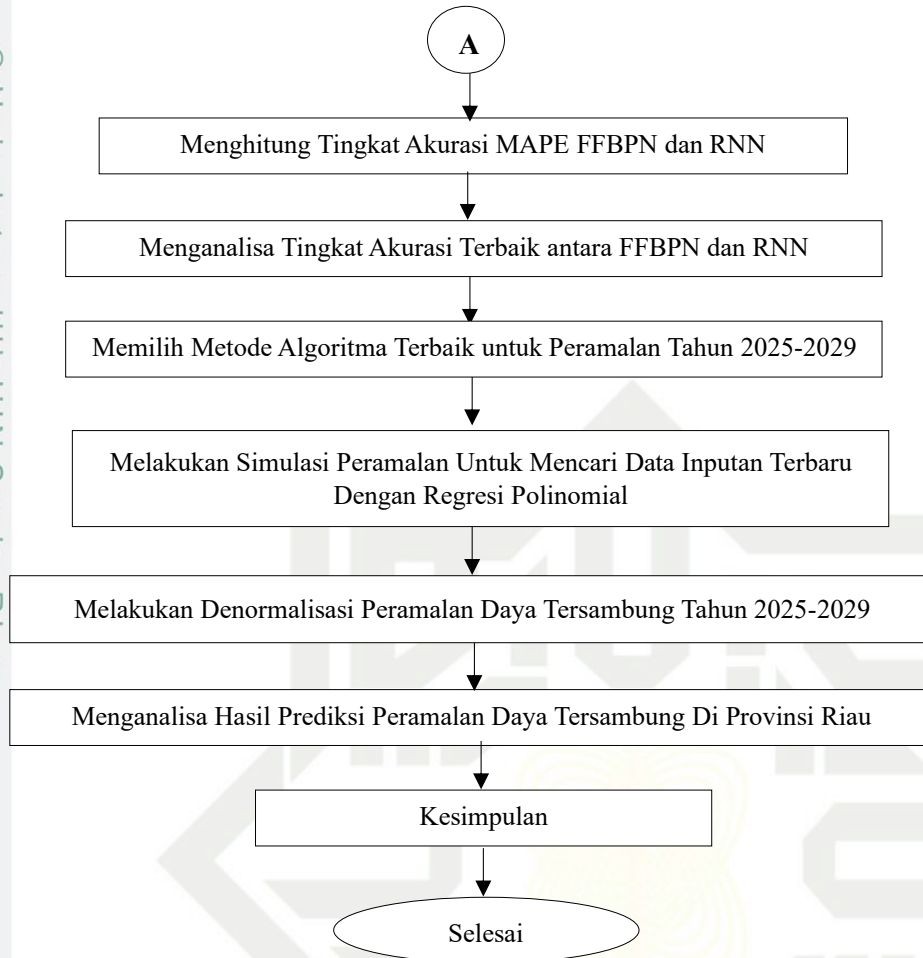 A
Menghitung Tingkat Akurasi MAPE FFBPN dan RNN
Menganalisa Tingkat Akurasi Terbaik antara FFBPN dan RNN
Memilih Metode Algoritma Terbaik untuk Peramalan Tahun 2025-2029
Melakukan Simulasi Peramalan Untuk Mencari Data Inputan Terbaru
Dengan Regresi Polinomial
Melakukan Denormalisasi Peramalan Daya Tersambung Tahun 2025-2029
Menganalisa Hasil Prediksi Peramalan Daya Tersambung Di Provinsi Riau
Kesimpulan
Selesai